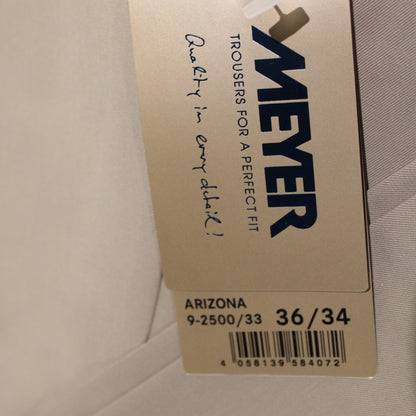 MEYER
TROUSERS FOR A PERFECT FIT
Quality in every detail!
ARIZONA
9-2500/33 36/34
4 058139 584072